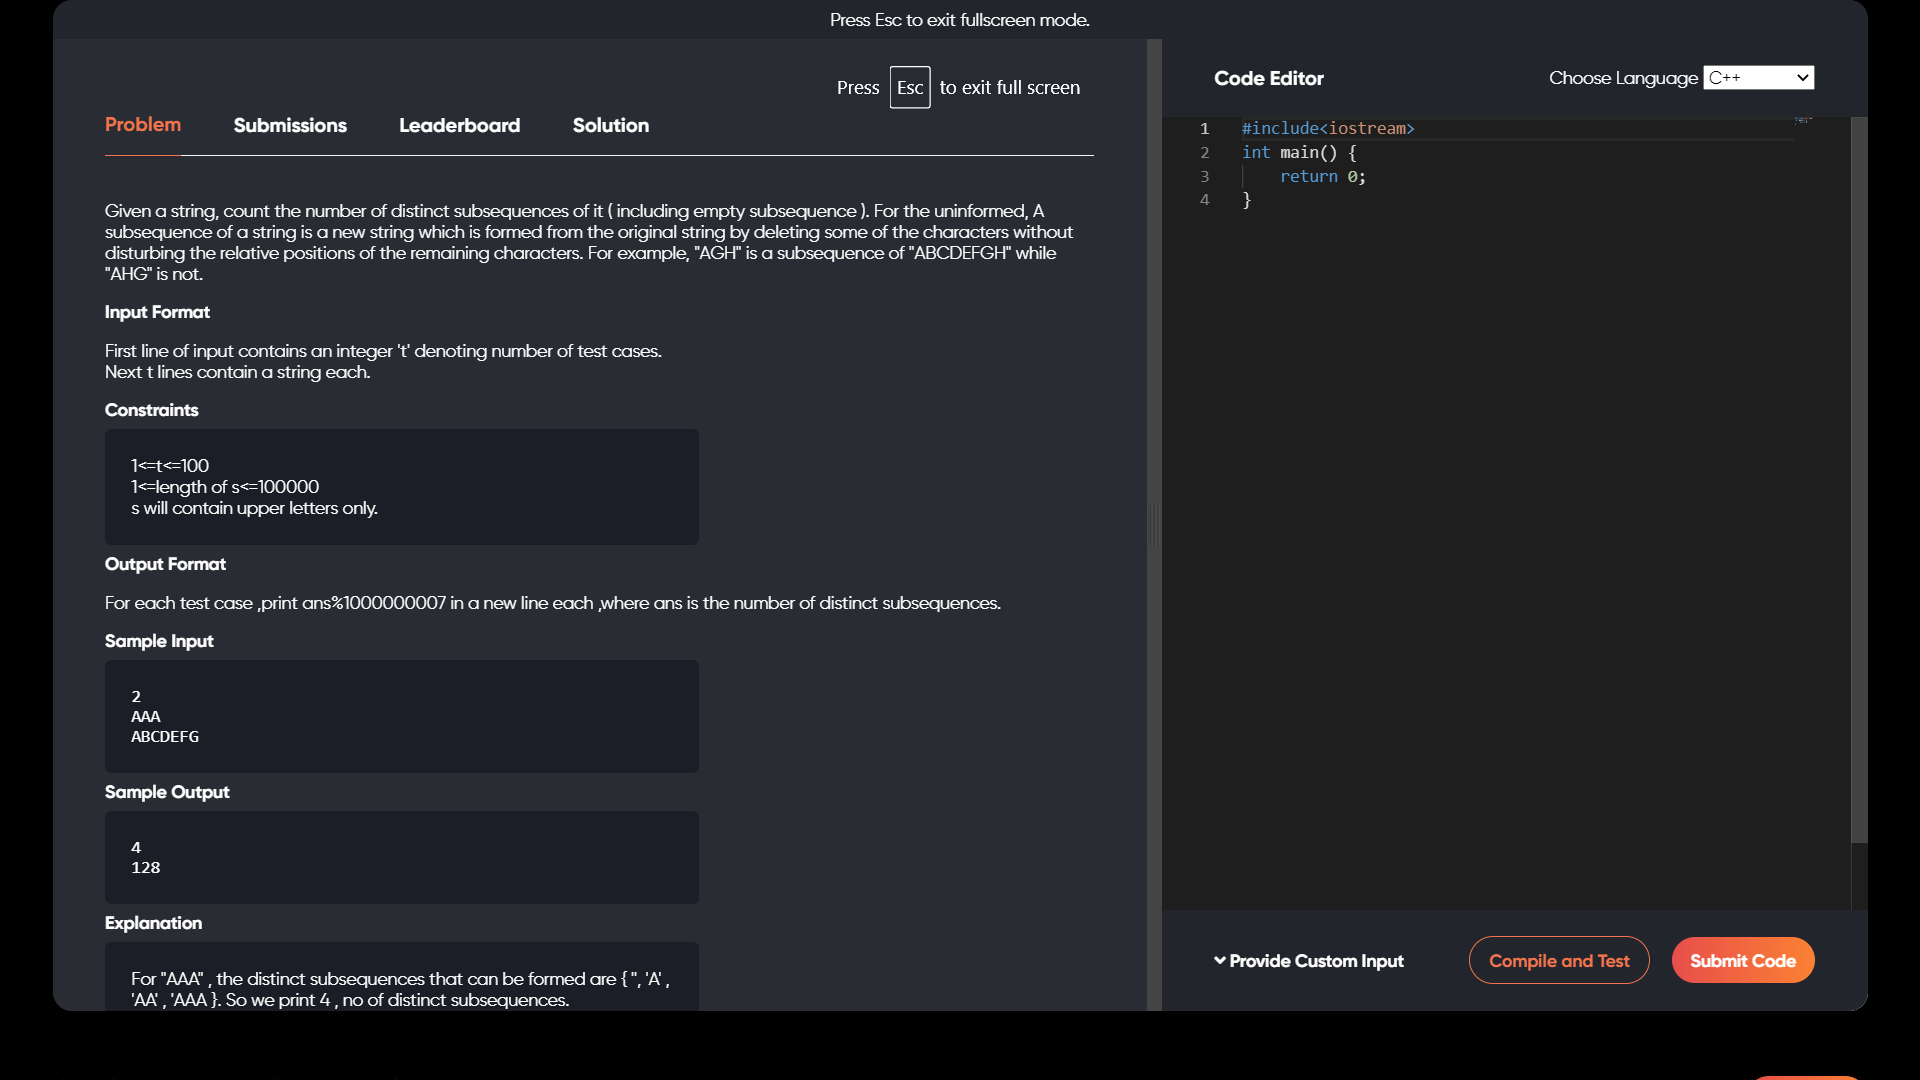 Press Esc to exit fullscreen mode.
Press Esc to exit full screen
Problem Submissions Leaderboard Solution
Given a string, count the number of distinct subsequences of it ( including empty subsequence ). For the uninformed, A
subsequence of a string is a new string which is formed from the original string by deleting some of the characters without
disturbing the relative positions of the remaining characters. For example, "AGH" is a subsequence of "ABCDEFGH" while
"AHG" is not.
Input Format
First line of input contains an integer 't' denoting number of test cases.
Next t lines contain a string each.
Constraints
1<=t<=100
1<=length of s<=100000
s will contain upper letters only.
Output Format
For each test case ,print ans%1000000007 in a new line each ,where ans is the number of distinct subsequences.
Sample Input
2
AAA
ABCDEFG
Sample Output
4
128
Explanation
For "AAA" , the distinct subsequences that can be formed are { '', 'A' ,
'AA' , 'AAA }. So we print 4 , no of distinct subsequences.
Code Editor
Choose Language C++
1 #include<iostream>
2 int main() {
3     return 0;
4 }
Provide Custom Input
Compile and Test
Submit Code